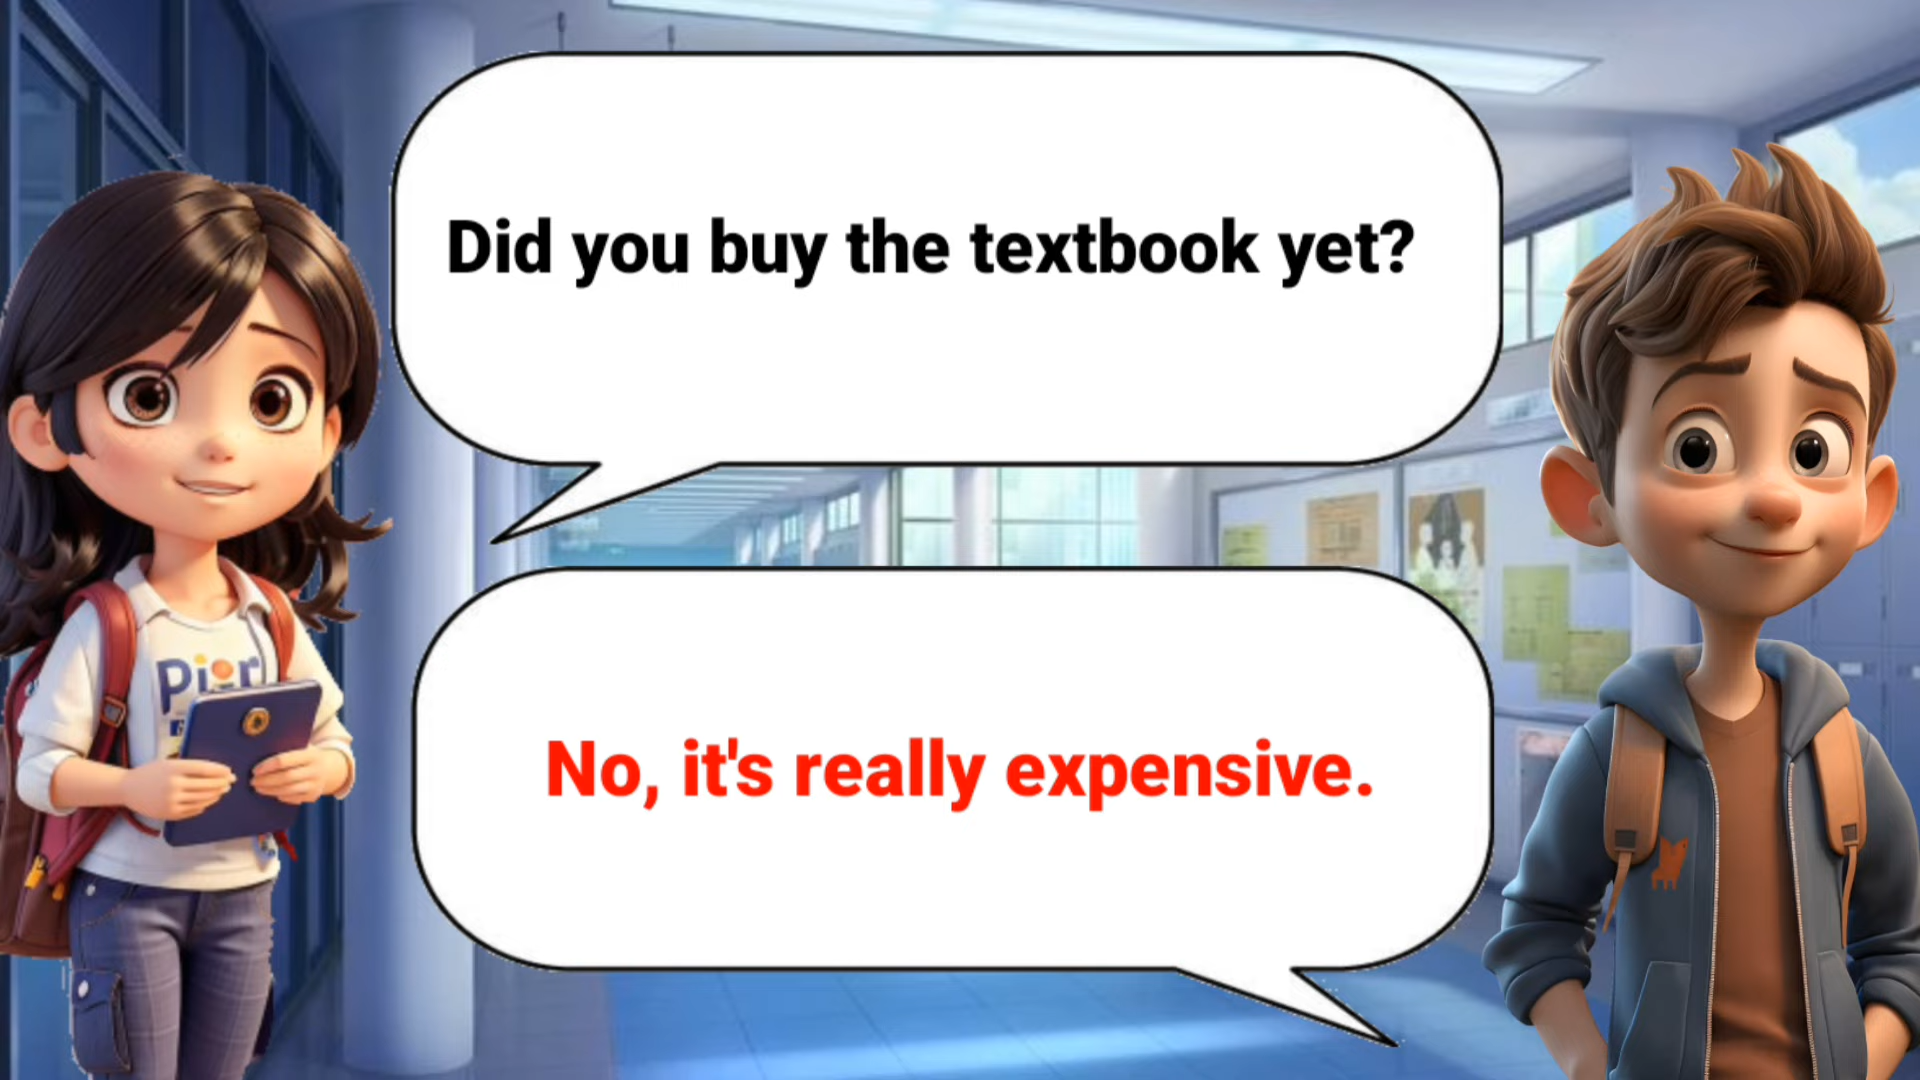 Did you buy the textbook yet?
No, it's really expensive.